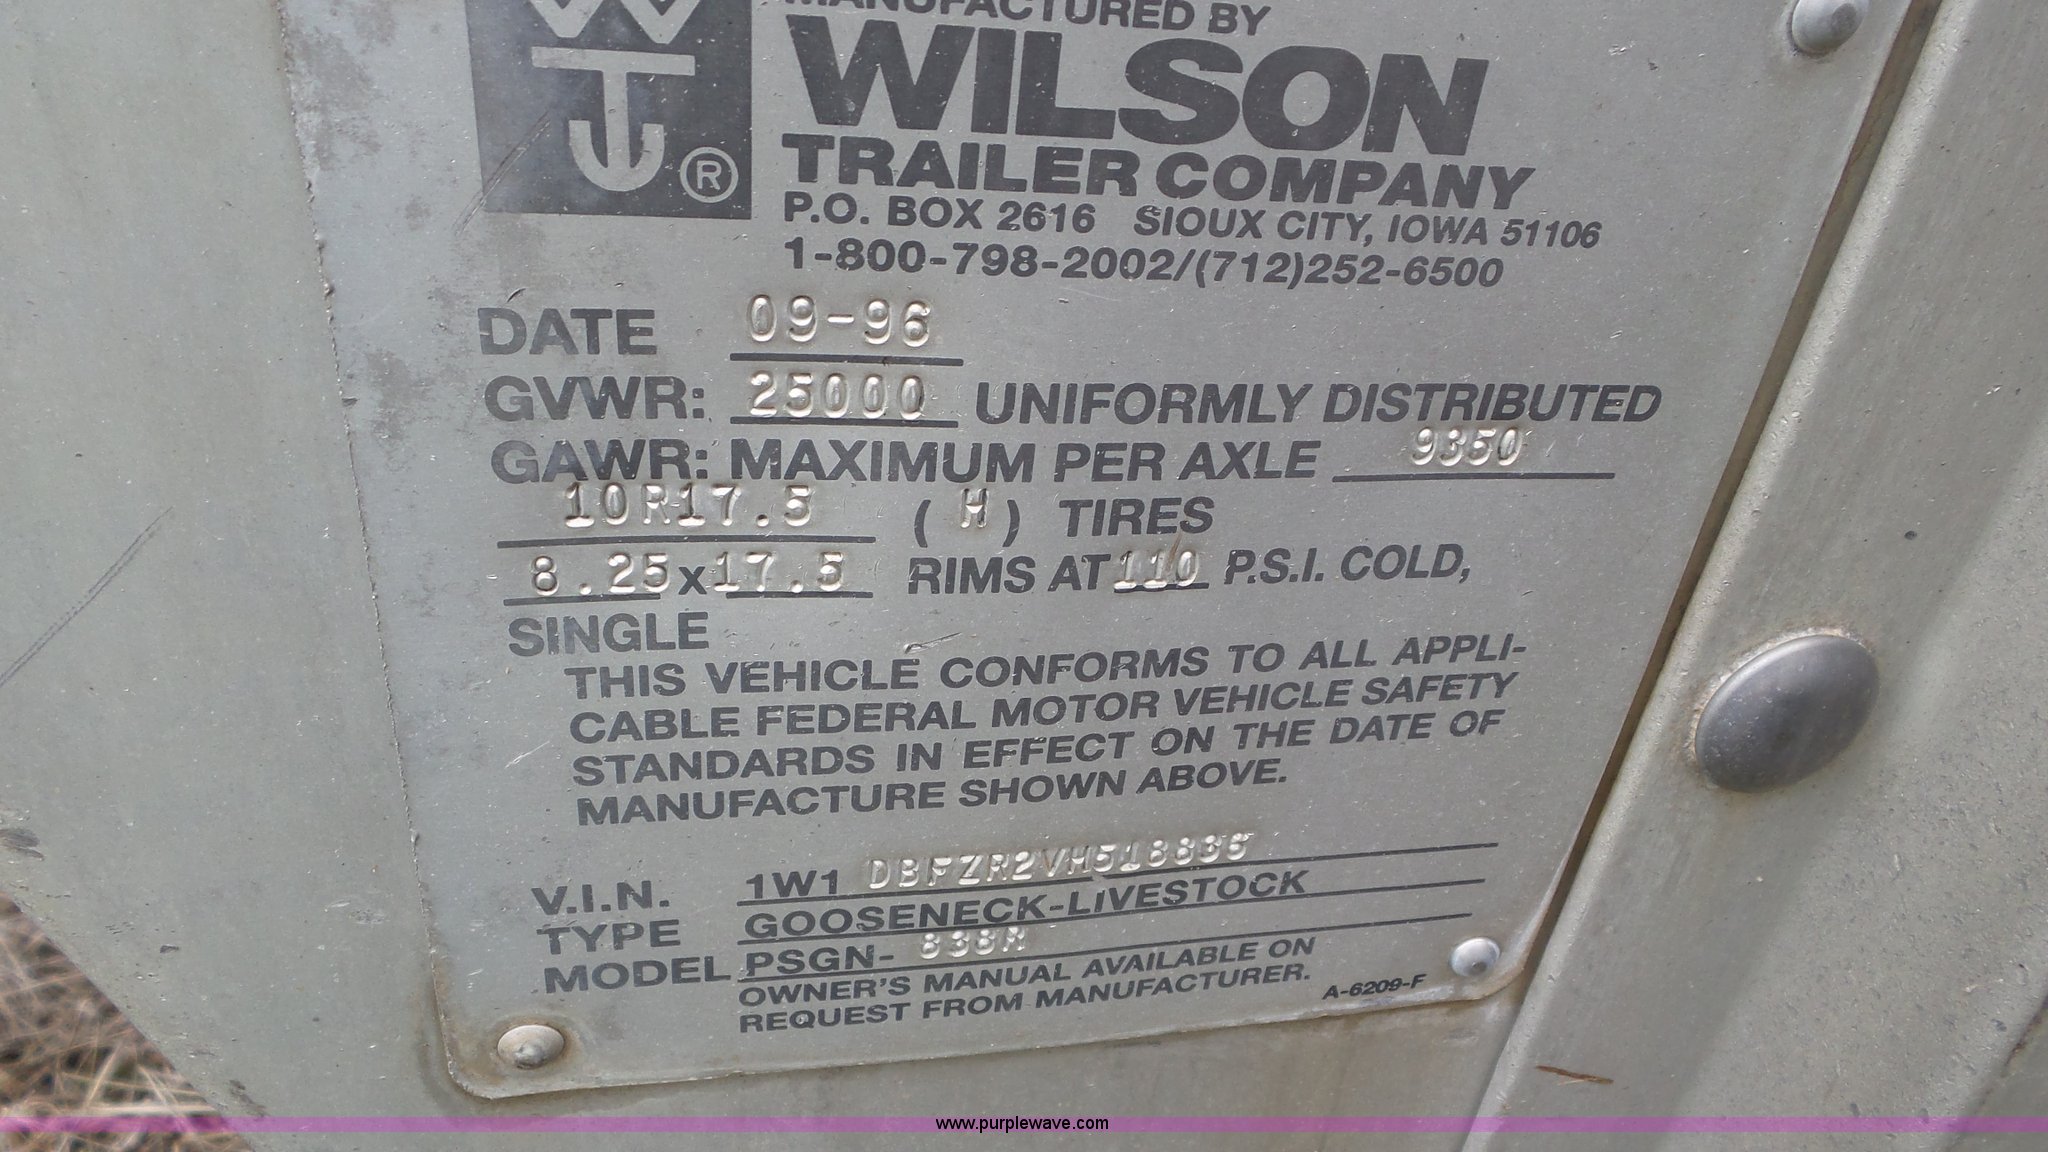 MANUFACTURED BY
WILSON
TRAILER COMPANY
P.O. BOX 2616 SIOUX CITY, IOWA 51106
1-800-798-2002/(712)252-6500
WT ®
DATE 09-96
GVWR: 25000 UNIFORMLY DISTRIBUTED
GAWR: MAXIMUM PER AXLE 9350
10R17.5 (H) TIRES
8.25x17.5 RIMS AT 110 P.S.I. COLD,
SINGLE
THIS VEHICLE CONFORMS TO ALL APPLI-
CABLE FEDERAL MOTOR VEHICLE SAFETY
STANDARDS IN EFFECT ON THE DATE OF
MANUFACTURE SHOWN ABOVE.
V.I.N. 1W1
TYPE GOOSENECK-LIVESTOCK
MODEL PSGN-
OWNER'S MANUAL AVAILABLE ON
REQUEST FROM MANUFACTURER.
A-6209-F
www.purplewave.com